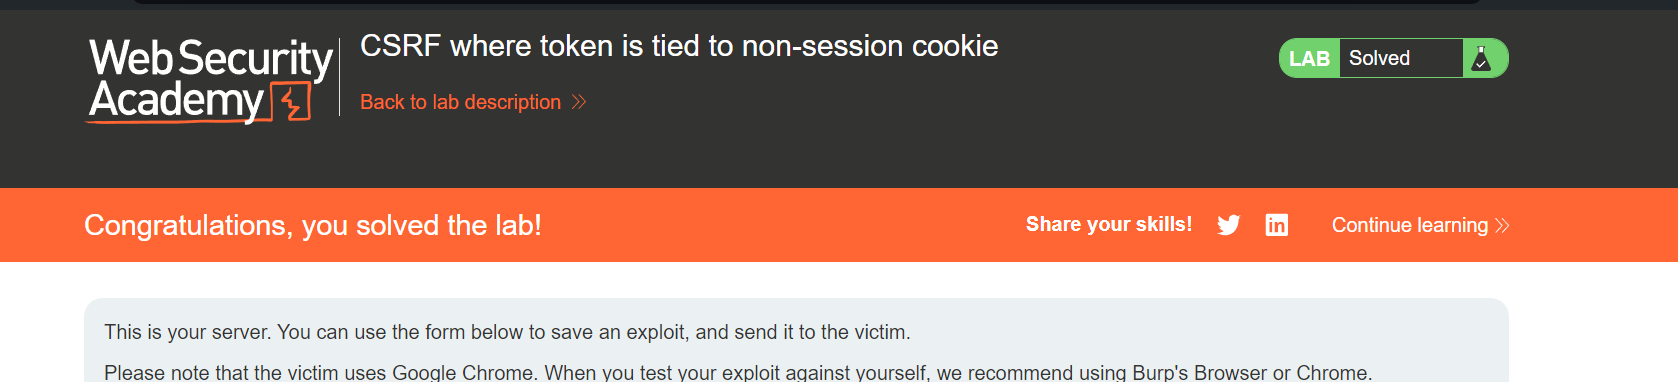 Web Security
Academy
CSRF where token is tied to non-session cookie
Back to lab description
LAB Solved
Congratulations, you solved the lab!
Share your skills!
in
Continue learning
This is your server. You can use the form below to save an exploit, and send it to the victim.
Please note that the victim uses Google Chrome. When you test your exploit against yourself, we recommend using Burp's Browser or Chrome.